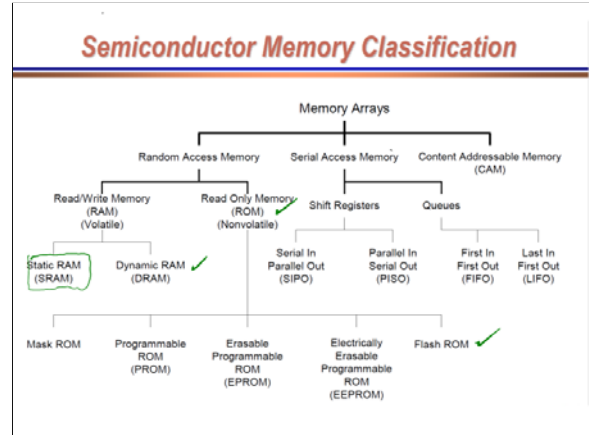 Semiconductor Memory Classification
Memory Arrays
Random Access Memory
Serial Access Memory
Content Addressable Memory
(CAM)
Read/Write Memory
(RAM)
(Volatile)
Read Only Memory
(ROM)
(Nonvolatile)
Shift Registers
Queues
Static RAM
(SRAM)
Dynamic RAM
(DRAM)
Serial In
Parallel Out
(SIPO)
Parallel In
Serial Out
(PISO)
First In
First Out
(FIFO)
Last In
First Out
(LIFO)
Mask ROM
Programmable
ROM
(PROM)
Erasable
Programmable
ROM
(EPROM)
Electrically
Erasable
Programmable
ROM
(EEPROM)
Flash ROM